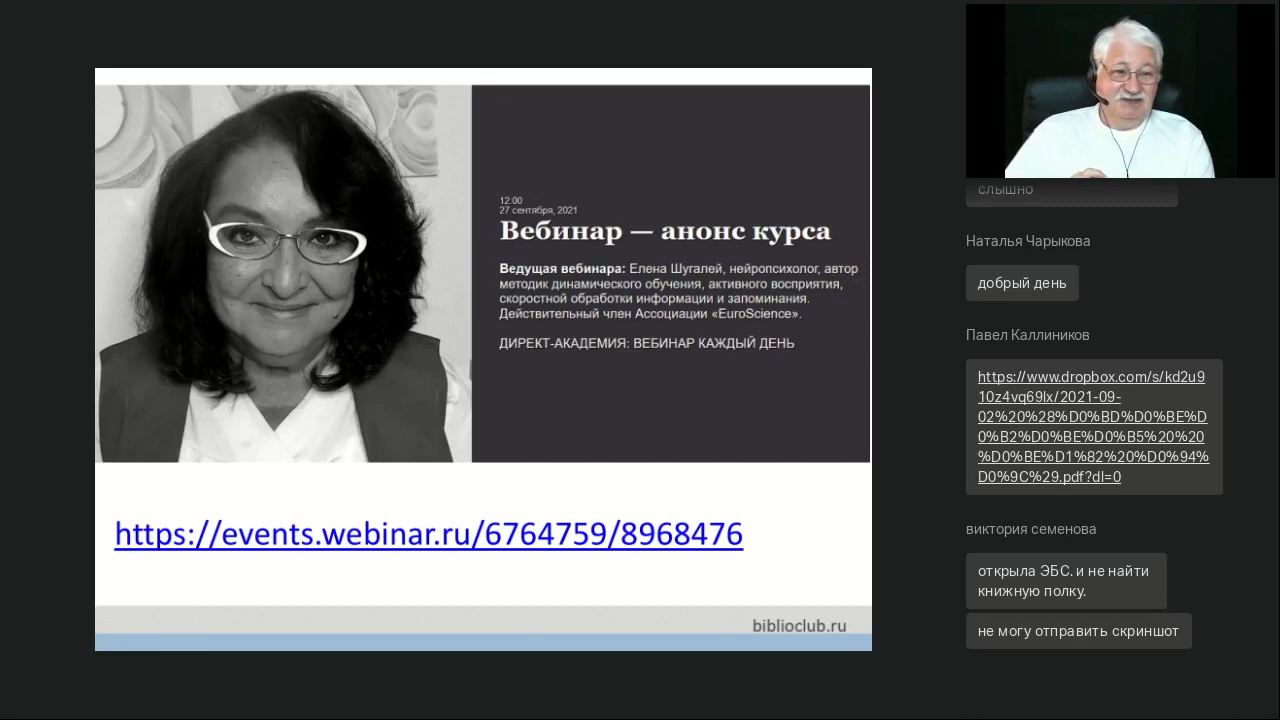 12:00
27 сентября, 2021
Вебинар — анонс курса
Ведущая вебинара: Елена Шугалей, нейропсихолог, автор
методик динамического обучения, активного восприятия,
скоростной обработки информации и запоминания.
Действительный член Ассоциации «EuroScience».
ДИРЕКТ-АКАДЕМИЯ: ВЕБИНАР КАЖДЫЙ ДЕНЬ
https://events.webinar.ru/6764759/8968476
biblioclub.ru
слышно
Наталья Чарыкова
добрый день
Павел Каллиников
https://www.dropbox.com/s/kd2u9
10z4vq69lx/2021-09-
02%20%28%D0%BD%D0%BE%D
0%B2%D0%BE%D0%B5%20%20
%D0%BE%D1%82%20%D0%94%
D0%9C%29.pdf?dl=0
виктория семенова
открыла ЭБС. и не найти
книжную полку.
не могу отправить скриншот